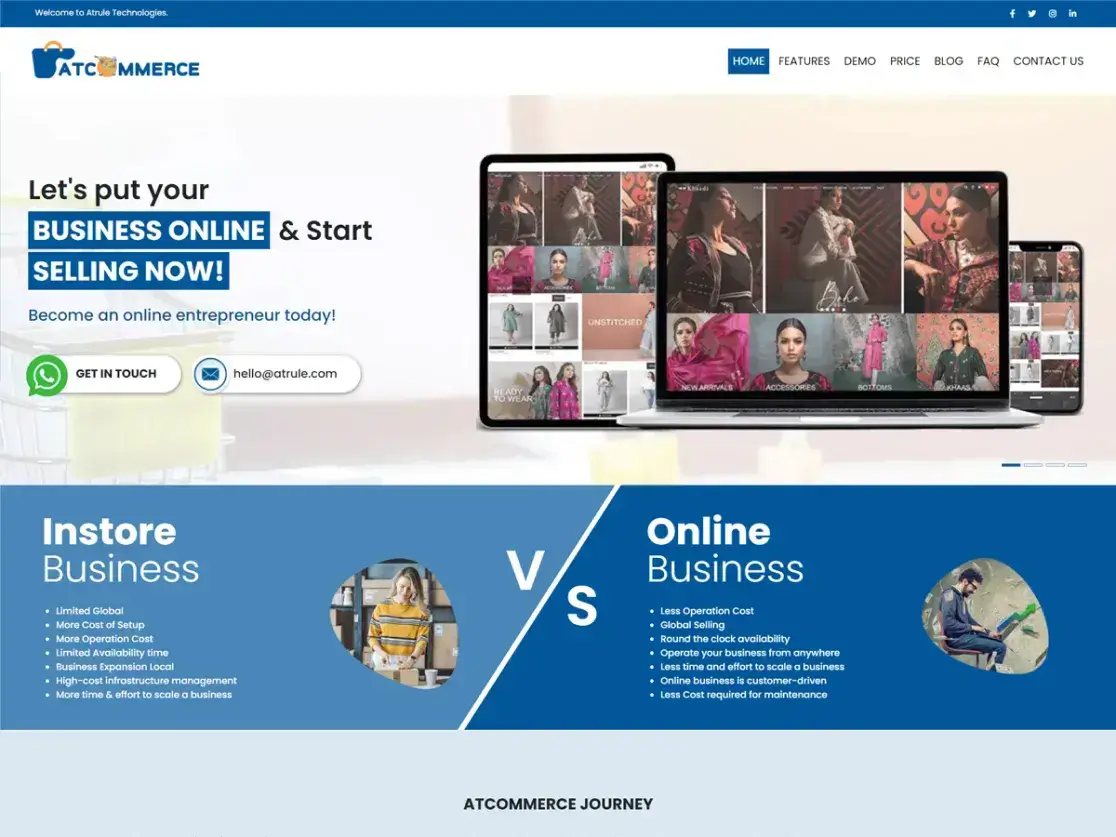 Welcome to Atrule Technologies.
ATCOMMERCE
HOME FEATURES DEMO PRICE BLOG FAQ CONTACT US
Let's put your
BUSINESS ONLINE & Start
SELLING NOW!
Become an online entrepreneur today!
GET IN TOUCH
hello@atrule.com
UNSTITCHED
READY
TO WEAR
Boho
NEW ARRIVALS
ACCESSORIES
BOTTOMS
KHAAS
Instore
Business
Limited Global
More Cost of Setup
More Operation Cost
Limited Availability time
Business Expansion Local
High-cost infrastructure management
More time & effort to scale a business
VS
Online
Business
Less Operation Cost
Global Selling
Round the clock availability
Operate your business from anywhere
Less time and effort to scale a business
Online business is customer-driven
Less Cost required for maintenance
ATCOMMERCE JOURNEY